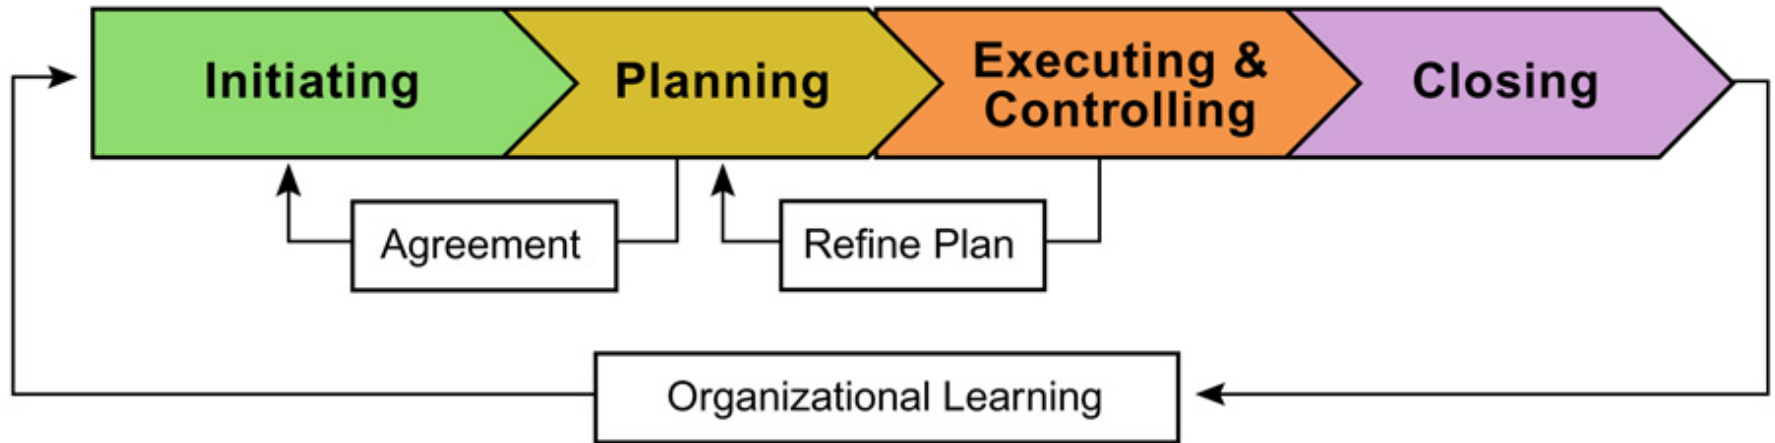 Initiating
Planning
Executing &
Controlling
Closing
Agreement
Refine Plan
Organizational Learning